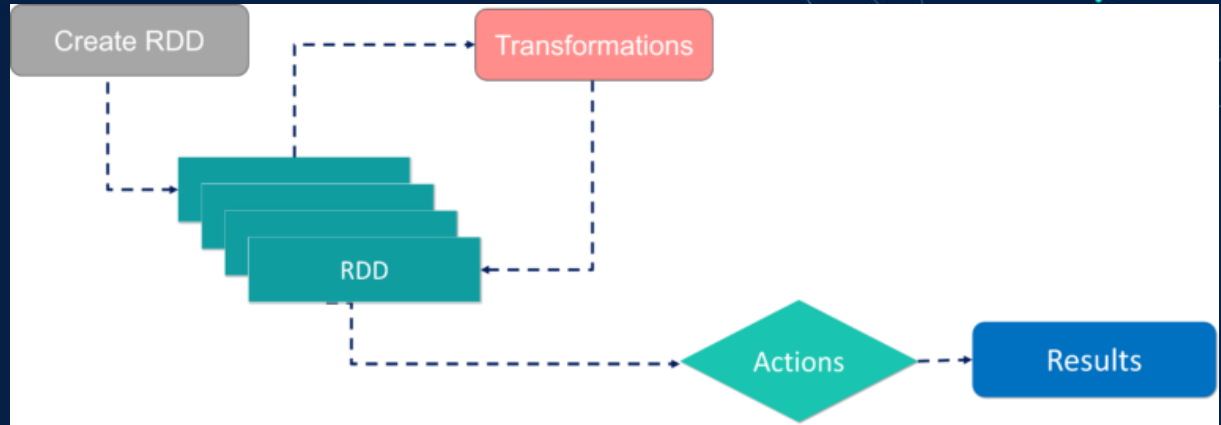 Create RDD
Transformations
RDD
Actions
Results